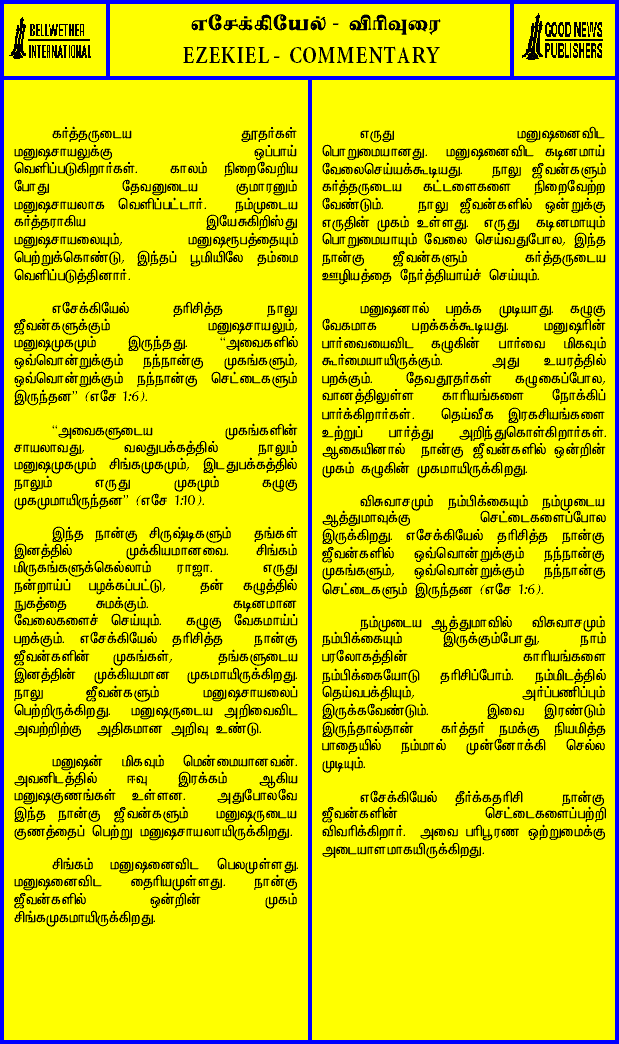 BELLWETHER
INTERNATIONAL
எசேக்கியேல் - விரிவுரை
EZEKIEL - COMMENTARY
GOOD NEWS
PUBLISHERS
கர்த்தருடைய தூதர்கள்
மனுஷசாயலுக்கு ஒப்பாய்
வெளிப்படுகிறார்கள். காலம் நிறைவேறிய
போது தேவனுடைய குமாரனும்
மனுஷசாயலாக வெளிப்பட்டார். நம்முடைய
கர்த்தராகிய இயேசுகிறிஸ்து
மனுஷசாயலையும், மனுஷரூபத்தையும்
பெற்றுக்கொண்டு, இந்தப் பூமியிலே தம்மை
வெளிப்படுத்தினார்.
எசேக்கியேல் தரிசித்த நாலு
ஜீவன்களுக்கும் மனுஷசாயலும்,
மனுஷமுகமும் இருந்தது. “அவைகளில்
ஒவ்வொன்றுக்கும் நந்நான்கு முகங்களும்,
ஒவ்வொன்றுக்கும் நந்நான்கு செட்டைகளும்
இருந்தன” (எசே 1:6).
“அவைகளுடைய முகங்களின்
சாயலாவது, வலதுபக்கத்தில் நாலும்
மனுஷமுகமும் சிங்கமுகமும், இடதுபக்கத்தில்
நாலும் எருது முகமும் கழுகு
முகமுமாயிருந்தன” (எசே 1:10).
இந்த நான்கு சிருஷ்டிகளும் தங்கள்
இனத்தில் முக்கியமானவை. சிங்கம்
மிருகங்களுக்கெல்லாம் ராஜா. எருது
நன்றாய்ப் பழக்கப்பட்டு, தன் கழுத்தில்
நுகத்தை சுமக்கும். கடினமான
வேலைகளைச் செய்யும். கழுகு வேகமாய்ப்
பறக்கும். எசேக்கியேல் தரிசித்த நான்கு
ஜீவன்களின் முகங்கள், தங்களுடைய
இனத்தின் முக்கியமான முகமாயிருக்கிறது.
நாலு ஜீவன்களும் மனுஷசாயலைப்
பெற்றிருக்கிறது. மனுஷருடைய அறிவைவிட
அவற்றிற்கு அதிகமான அறிவு உண்டு.
மனுஷன் மிகவும் மென்மையானவன்.
அவனிடத்தில் ஈவு இரக்கம் ஆகிய
மனுஷகுணங்கள் உள்ளன. அதுபோலவே
இந்த நான்கு ஜீவன்களும் மனுஷருடைய
குணத்தைப் பெற்று மனுஷசாயலாயிருக்கிறது.
சிங்கம் மனுஷனைவிட பெலமுள்ளது.
மனுஷனைவிட தைரியமுள்ளது. நான்கு
ஜீவன்களில் ஒன்றின் முகம்
சிங்கமுகமாயிருக்கிறது.
எருது மனுஷனைவிட
பொறுமையானது. மனுஷனைவிட கடினமாய்
வேலைசெய்யக்கூடியது. நாலு ஜீவன்களும்
கர்த்தருடைய கட்டளைகளை நிறைவேற்ற
வேண்டும். நாலு ஜீவன்களில் ஒன்றுக்கு
எருதின் முகம் உள்ளது. எருது கடினமாயும்
பொறுமையாயும் வேலை செய்வதுபோல, இந்த
நான்கு ஜீவன்களும் கர்த்தருடைய
ஊழியத்தை நேர்த்தியாய்ச் செய்யும்.
மனுஷனால் பறக்க முடியாது. கழுகு
வேகமாக பறக்கக்கூடியது. மனுஷரின்
பார்வையைவிட கழுகின் பார்வை மிகவும்
கூர்மையாயிருக்கும். அது உயரத்தில்
பறக்கும். தேவதூதர்கள் கழுகைப்போல,
வானத்திலுள்ள காரியங்களை நோக்கிப்
பார்க்கிறார்கள். தெய்வீக இரகசியங்களை
உற்றுப் பார்த்து அறிந்துகொள்கிறார்கள்.
ஆகையினால் நான்கு ஜீவன்களில் ஒன்றின்
முகம் கழுகின் முகமாயிருக்கிறது.
விசுவாசமும் நம்பிக்கையும் நம்முடைய
ஆத்துமாவுக்கு செட்டைகளைப்போல
இருக்கிறது. எசேக்கியேல் தரிசித்த நான்கு
ஜீவன்களில் ஒவ்வொன்றுக்கும் நந்நான்கு
முகங்களும், ஒவ்வொன்றுக்கும் நந்நான்கு
செட்டைகளும் இருந்தன (எசே 1:6).
நம்முடைய ஆத்துமாவில் விசுவாசமும்
நம்பிக்கையும் இருக்கும்போது, நாம்
பரலோகத்தின் காரியங்களை
நம்பிக்கையோடு தரிசிப்போம். நம்மிடத்தில்
தெய்வபக்தியும், அர்ப்பணிப்பும்
இருக்கவேண்டும். இவை இரண்டும்
இருந்தால்தான் கர்த்தர் நமக்கு நியமித்த
பாதையில் நம்மால் முன்னோக்கி செல்ல
முடியும்.
எசேக்கியேல் தீர்க்கதரிசி நான்கு
ஜீவன்களின் செட்டைகளைப்பற்றி
விவரிக்கிறார். அவை பரிபூரண ஒற்றுமைக்கு
அடையாளமாகயிருக்கிறது.